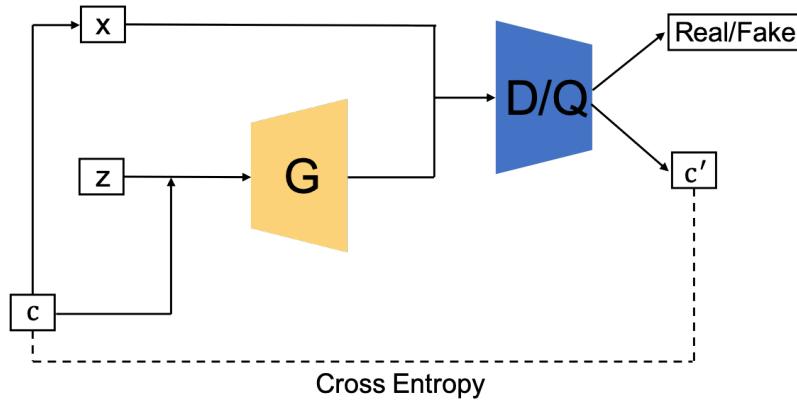 x
Real/Fake
D/Q
G
z
c′
c
Cross Entropy